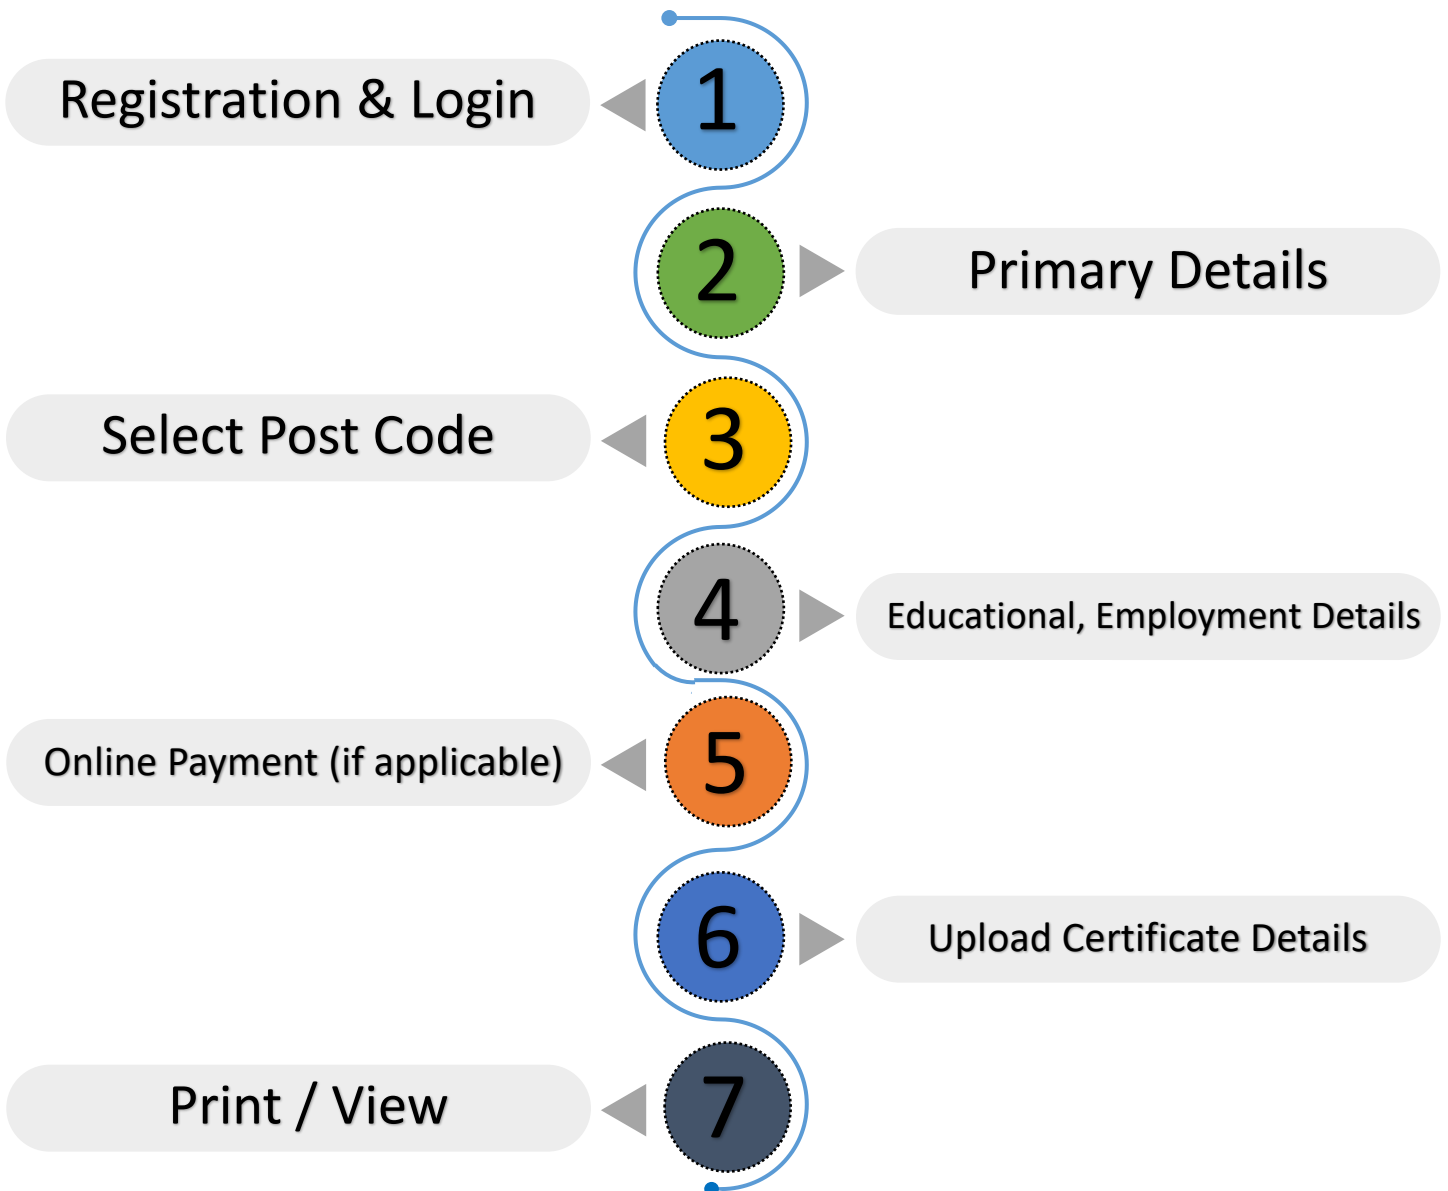 1
Registration & Login
2
Primary Details
3
Select Post Code
4
Educational, Employment Details
5
Online Payment (if applicable)
6
Upload Certificate Details
7
Print / View